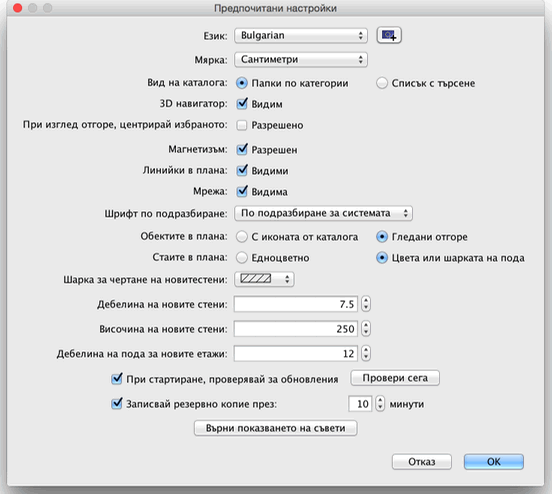 Предпочитани настройки
Език: Bulgarian
Мярка: Сантиметри
Вид на каталога: Папки по категории Списък с търсене
3D навигатор: Видим
При изглед отгоре, центрирай избраното: Разрешено
Магнетизъм: Разрешен
Линийки в плана: Видими
Мрежа: Видима
Шрифт по подразбиране: По подразбиране за системата
Обектите в плана: С иконата от каталога Гледани отгоре
Стаите в плана: Едноцветно Цвета или шарката на пода
Шарка за чертане на новитестени:
Дебелина на новите стени: 7.5
Височина на новите стени: 250
Дебелина на пода за новите етажи: 12
При стартиране, проверявай за обновления Провери сега
Записвай резервно копие през: 10 минути
Върни показването на съвети
Отказ OK